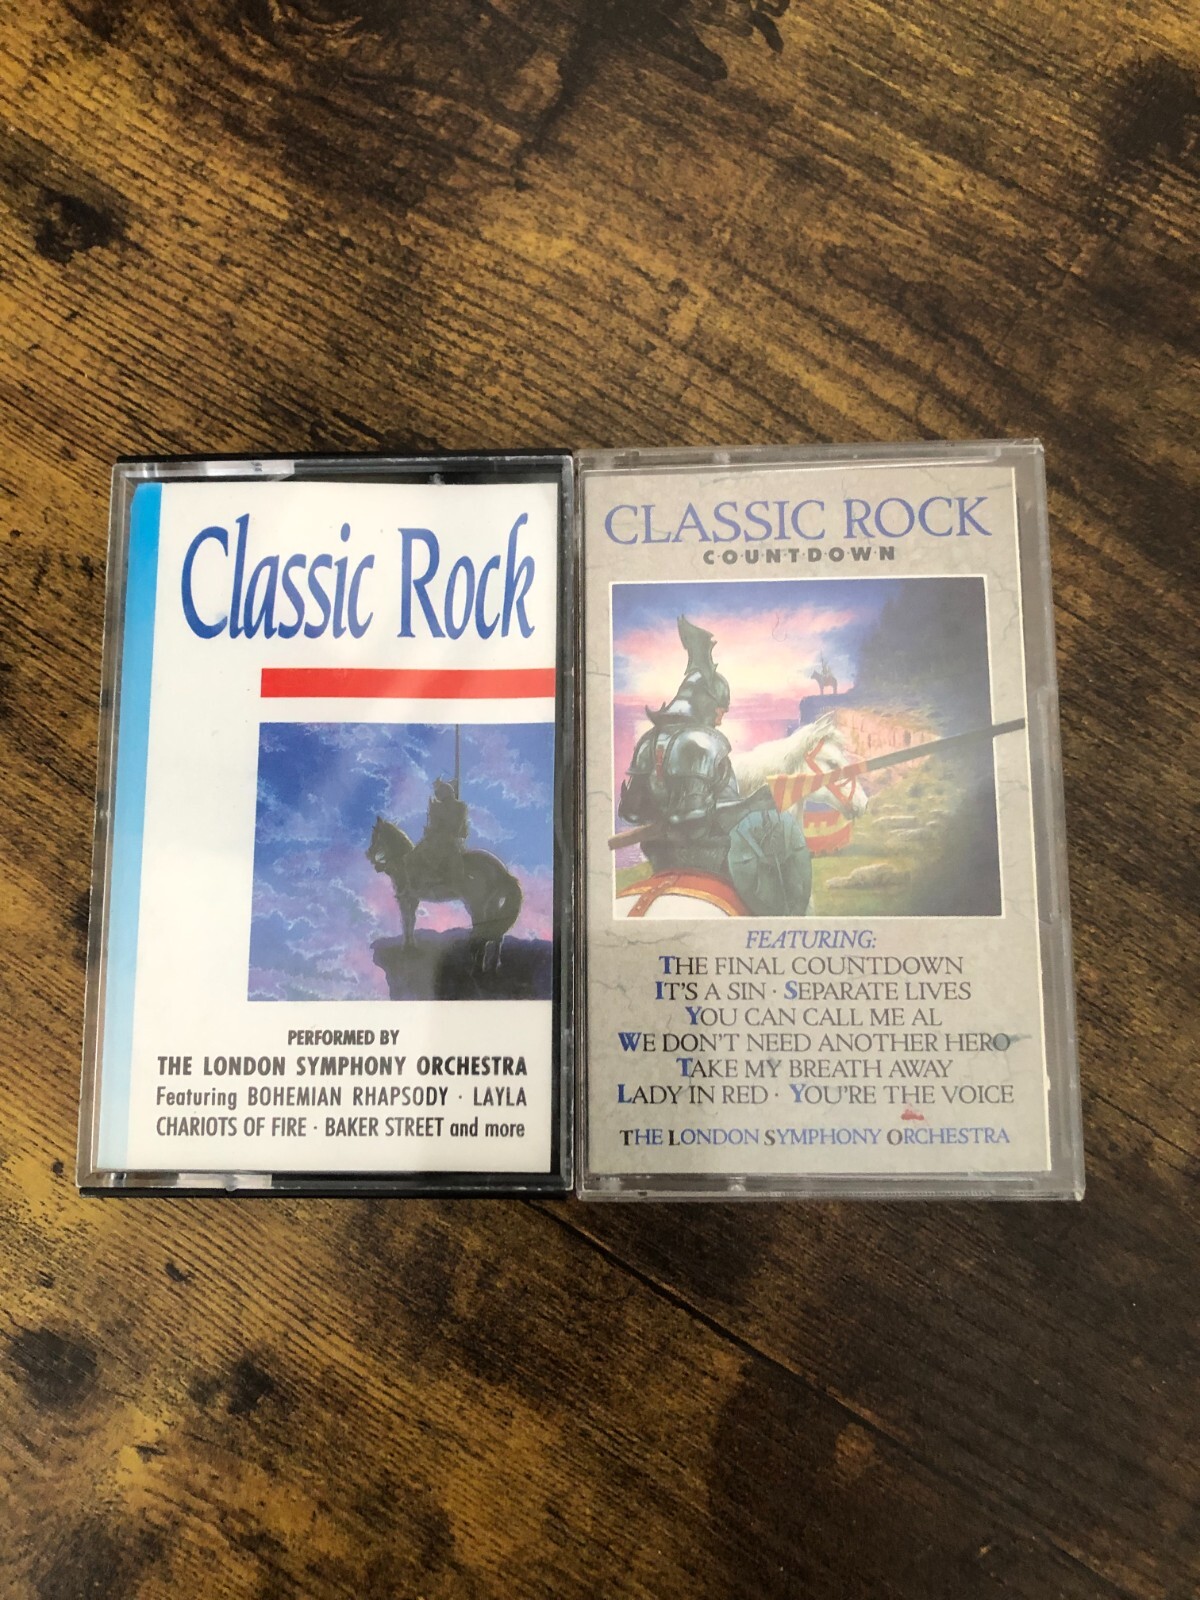 Classic Rock
PERFORMED BY
THE LONDON SYMPHONY ORCHESTRA
Featuring BOHEMIAN RHAPSODY · LAYLA
CHARIOTS OF FIRE · BAKER STREET and more
CLASSIC ROCK
C·O·U·N·T·D·O·W·N
FEATURING:
THE FINAL COUNTDOWN
IT'S A SIN · SEPARATE LIVES
YOU CAN CALL ME AL
WE DON'T NEED ANOTHER HERO
TAKE MY BREATH AWAY
LADY IN RED · YOU'RE THE VOICE
THE LONDON SYMPHONY ORCHESTRA